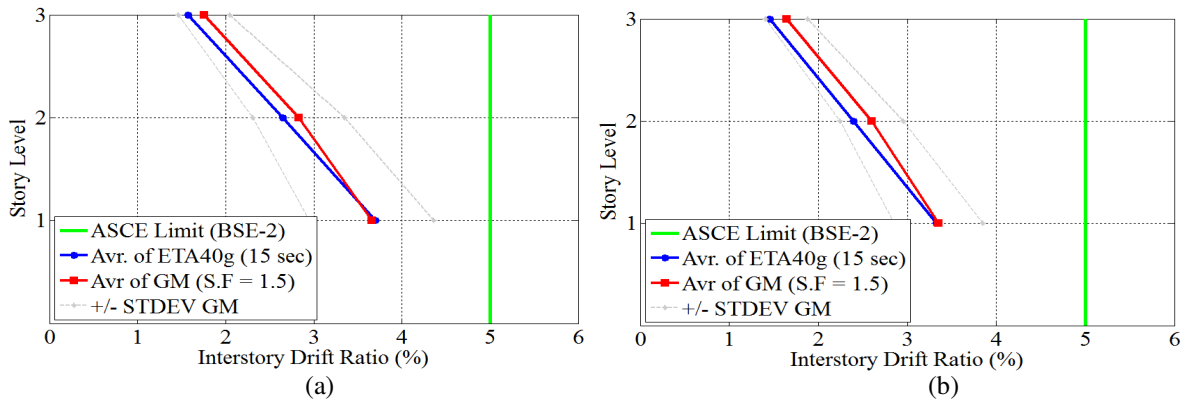 3
2
1
0
Story Level
ASCE Limit (BSE-2)
Avr. of ETA40g (15 sec)
Avr of GM (S.F = 1.5)
+/- STDEV GM
0 1 2 3 4 5 6
Interstory Drift Ratio (%)
(a)
3
2
1
0
Story Level
ASCE Limit (BSE-2)
Avr. of ETA40g (15 sec)
Avr of GM (S.F = 1.5)
+/- STDEV GM
0 1 2 3 4 5 6
Interstory Drift Ratio (%)
(b)